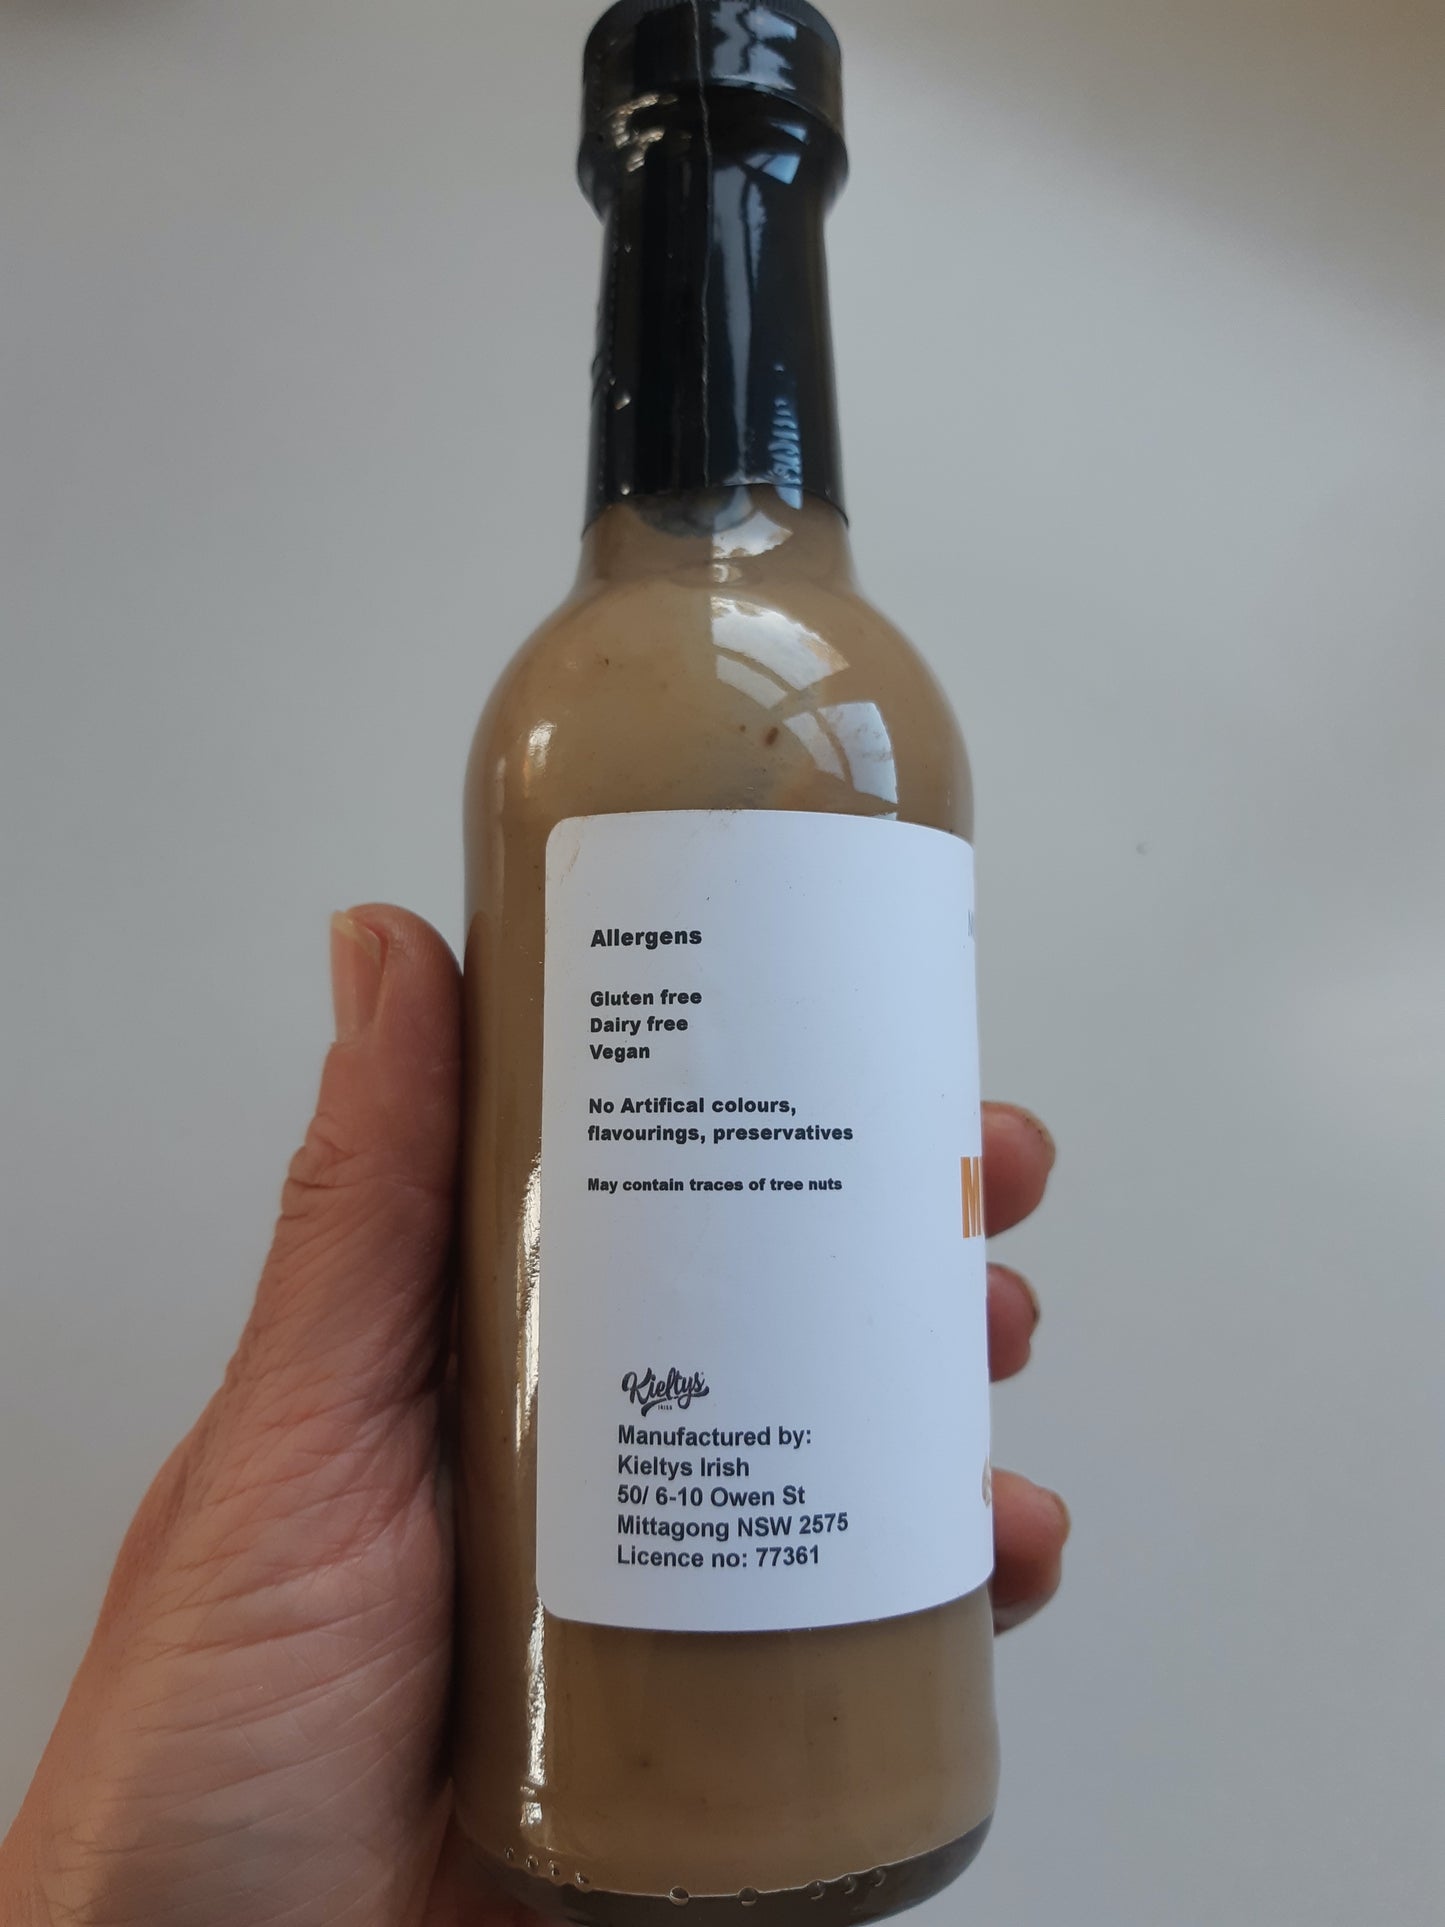 Allergens
Gluten free
Dairy free
Vegan
No Artifical colours,
flavourings, preservatives
May contain traces of tree nuts
Kieltys
IRISH
Manufactured by:
Kieltys Irish
50/ 6-10 Owen St
Mittagong NSW 2575
Licence no: 77361